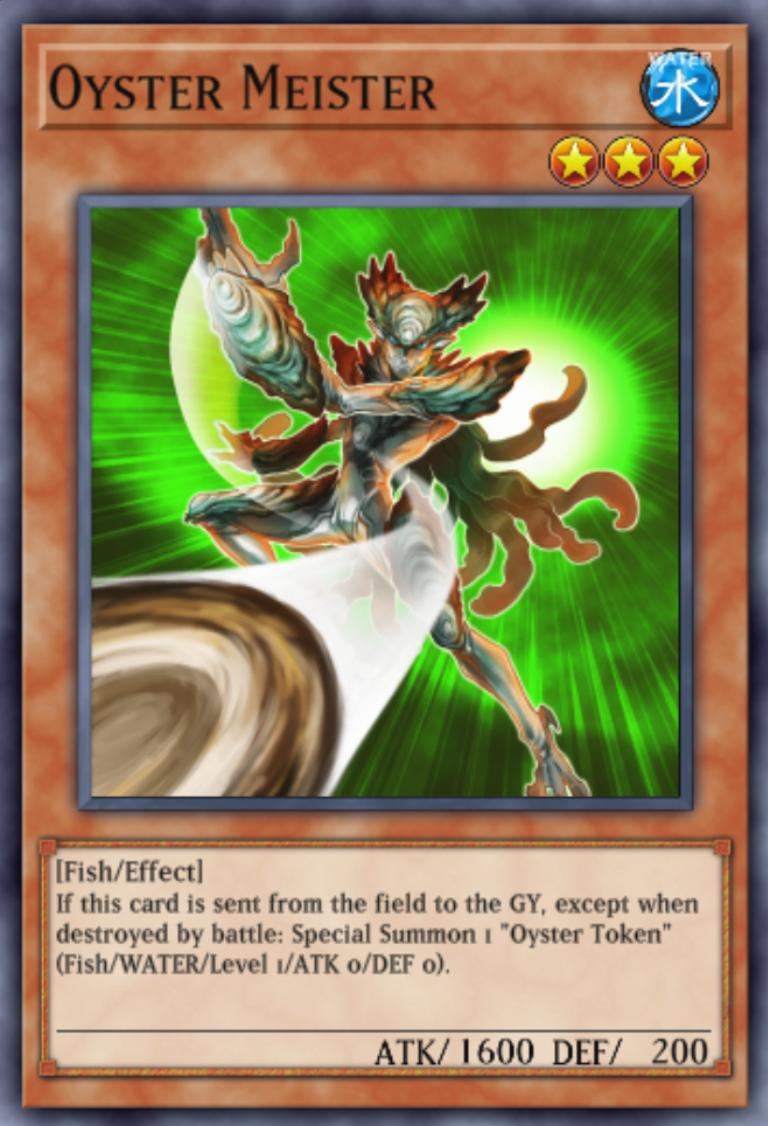 Oyster Meister
WATER
水
[Fish/Effect]
If this card is sent from the field to the GY, except when
destroyed by battle: Special Summon 1 "Oyster Token"
(Fish/WATER/Level 1/ATK 0/DEF 0).
ATK/ 1600 DEF/ 200